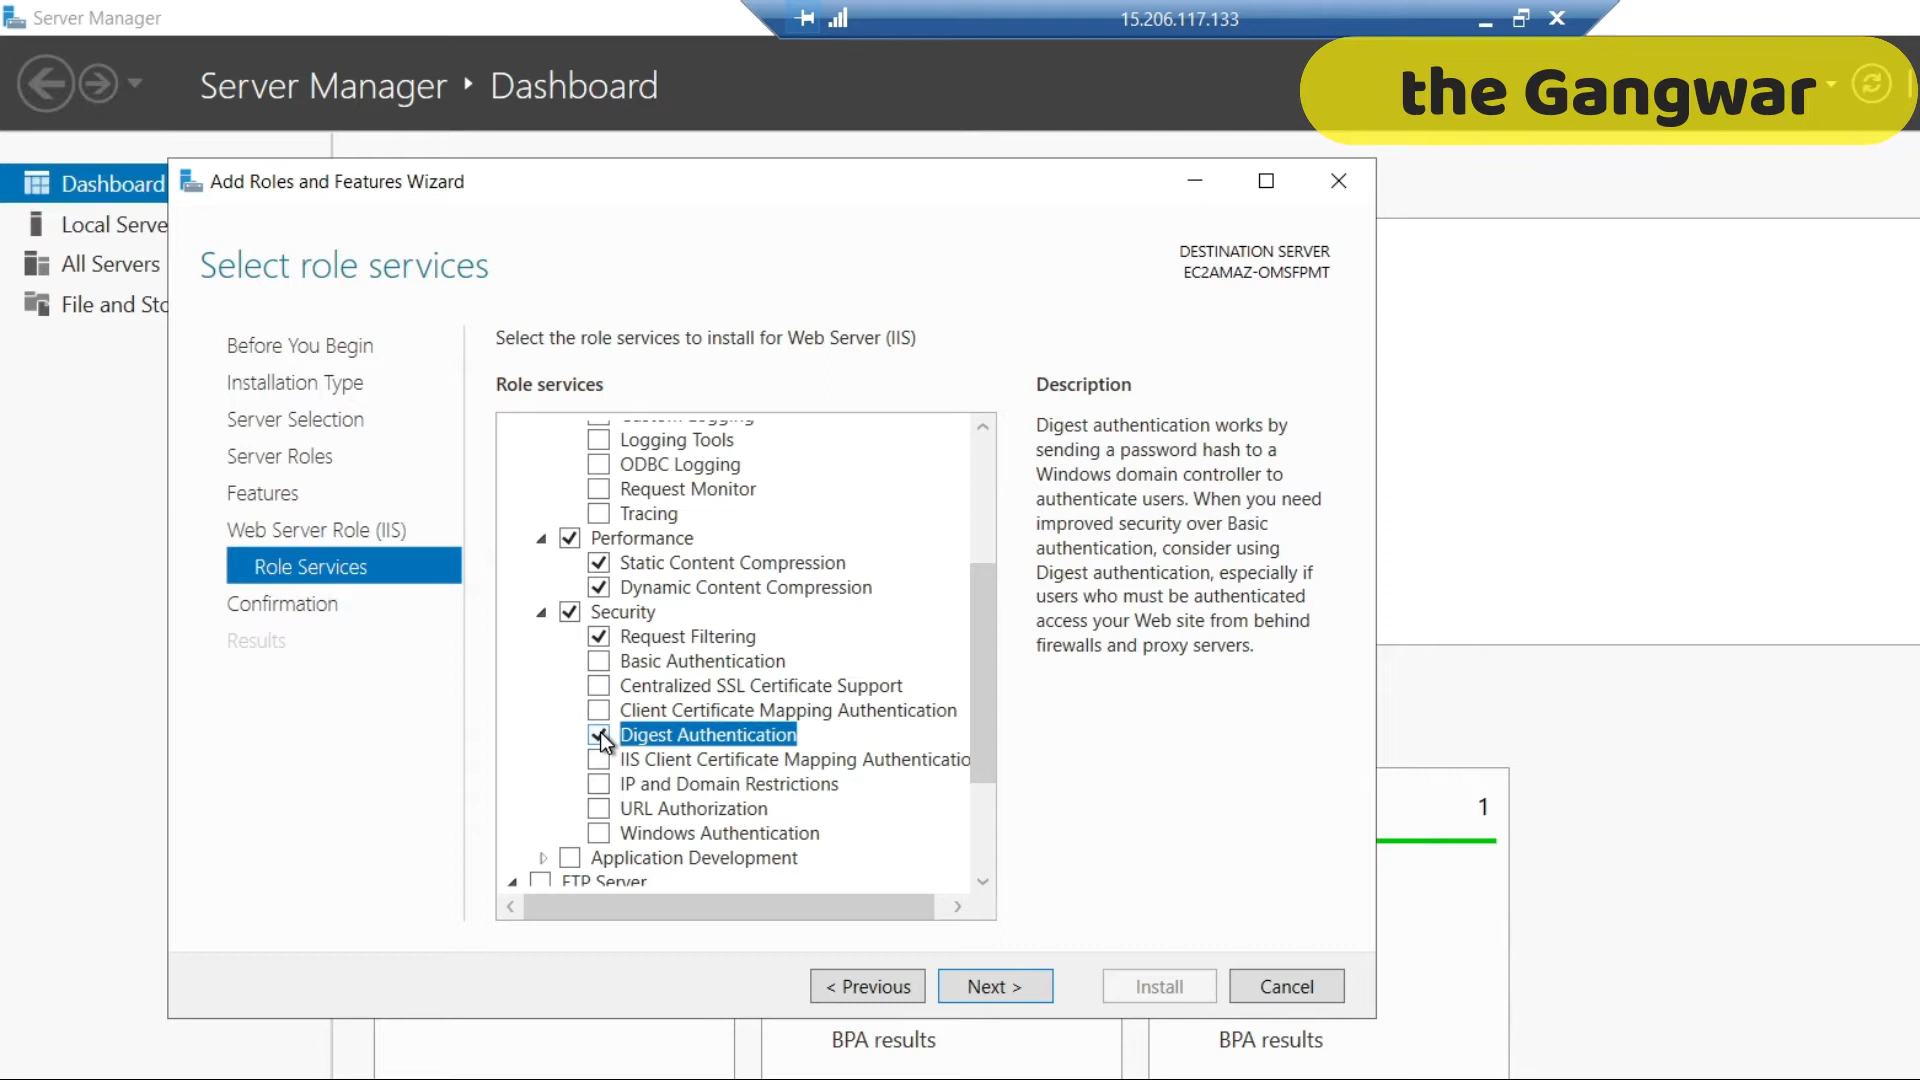 Server Manager
15.206.117.133
Server Manager ‣ Dashboard
the Gangwar
Dashboard
Local Serve
All Servers
File and Sto
Add Roles and Features Wizard
Select role services
DESTINATION SERVER
EC2AMAZ-OMSFPMT
Before You Begin
Installation Type
Server Selection
Server Roles
Features
Web Server Role (IIS)
Role Services
Confirmation
Results
Select the role services to install for Web Server (IIS)
Role services
Custom Logging
Logging Tools
ODBC Logging
Request Monitor
Tracing
Performance
Static Content Compression
Dynamic Content Compression
Security
Request Filtering
Basic Authentication
Centralized SSL Certificate Support
Client Certificate Mapping Authentication
Digest Authentication
IIS Client Certificate Mapping Authenticatio
IP and Domain Restrictions
URL Authorization
Windows Authentication
Application Development
FTP Server
Description
Digest authentication works by
sending a password hash to a
Windows domain controller to
authenticate users. When you need
improved security over Basic
authentication, consider using
Digest authentication, especially if
users who must be authenticated
access your Web site from behind
firewalls and proxy servers.
1
< Previous
Next >
Install
Cancel
BPA results
BPA results